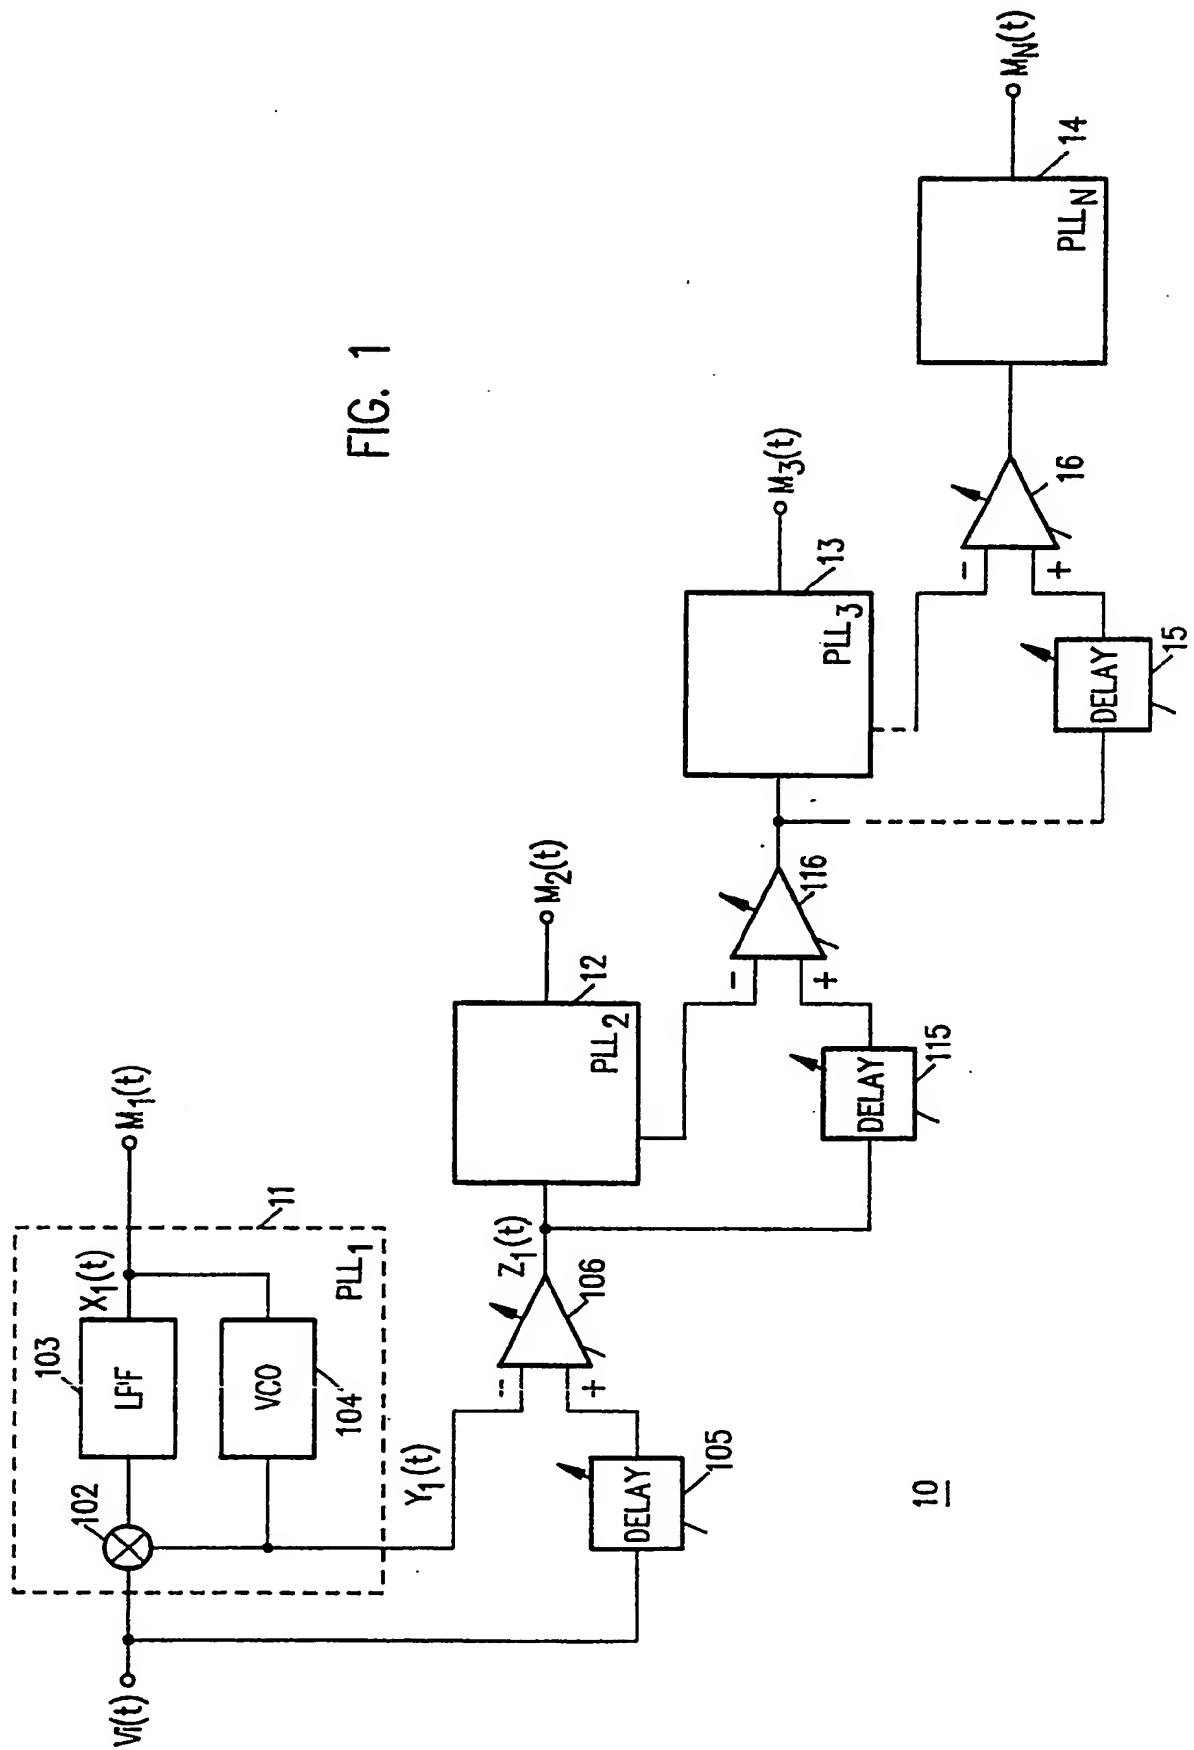 FIG. 1
Vi(t)
102
103
LPF
X1(t)
M1(t)
11
PLL1
VCO
104
Y1(t)
DELAY
105
-
+
106
Z1(t)
PLL2
12
M2(t)
DELAY
115
-
+
116
PLL3
13
M3(t)
DELAY
15
-
+
16
PLLN
14
MN(t)
10